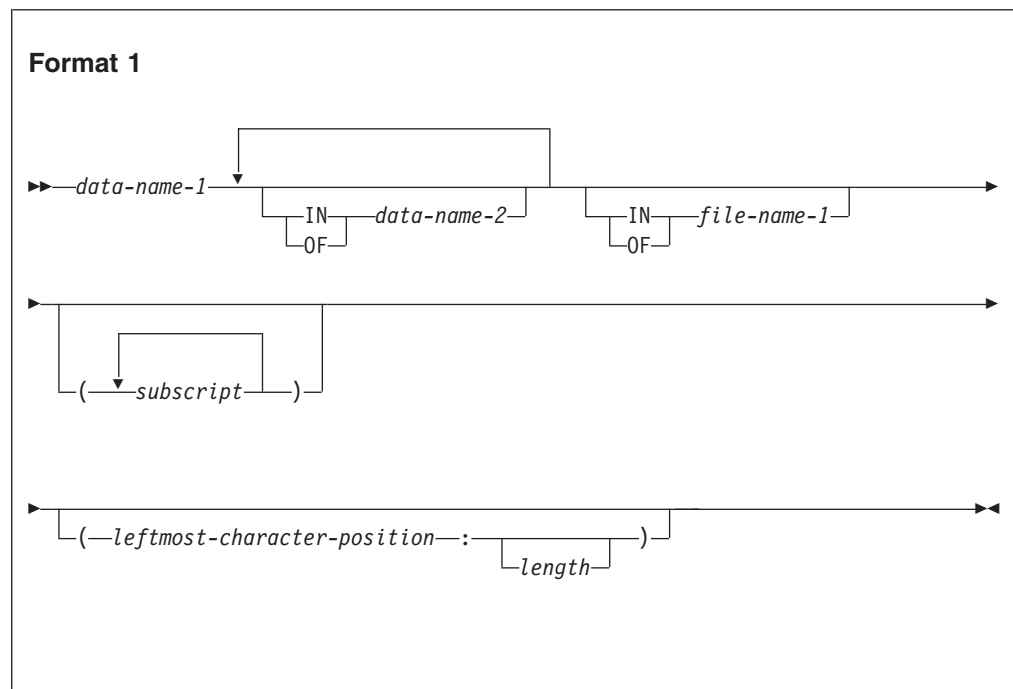 Format 1
data-name-1 IN data-name-2 IN file-name-1
OF OF
( subscript )
( leftmost-character-position : )
length